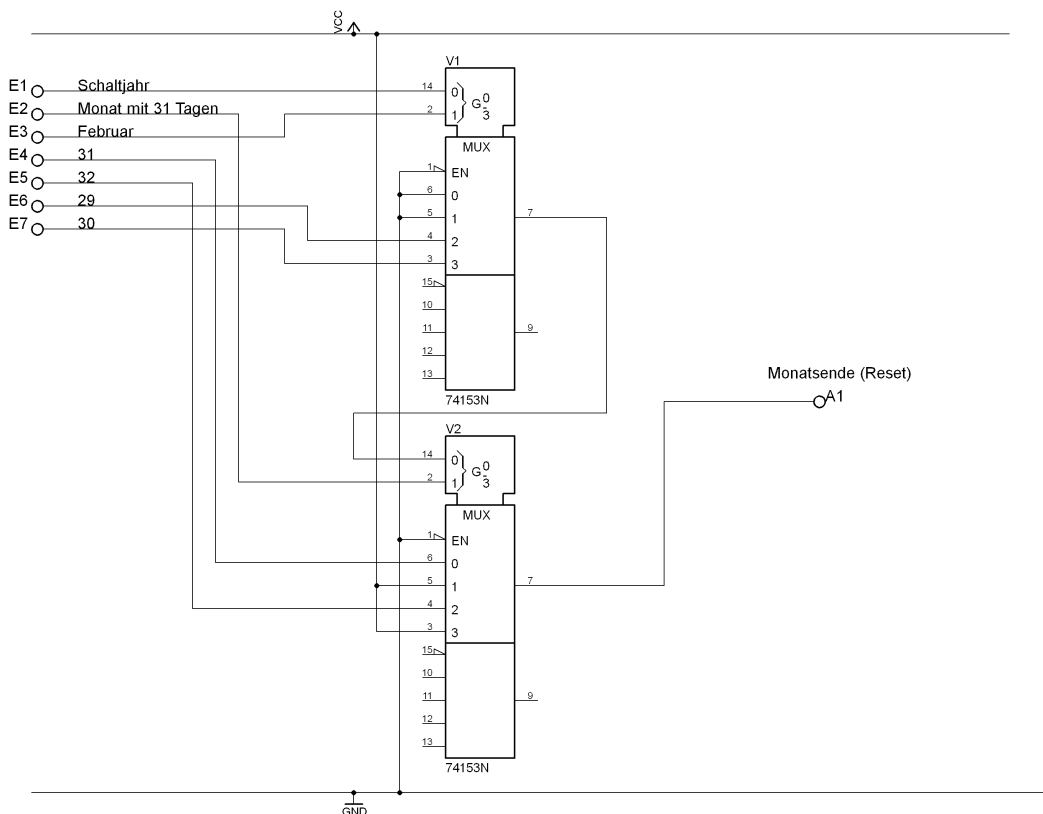 VCC
E1 Schaltjahr
E2 Monat mit 31 Tagen
E3 Februar
E4 31
E5 32
E6 29
E7 30
V1
14 0
2 1
G 0
3
MUX
1 EN
6 0
5 1 7
4 2
3 3
15
10
11 9
12
13
74153N
Monatsende (Reset)
A1
V2
14 0
2 1
G 0
3
MUX
1 EN
6 0
5 1 7
4 2
3 3
15
10
11 9
12
13
74153N
GND